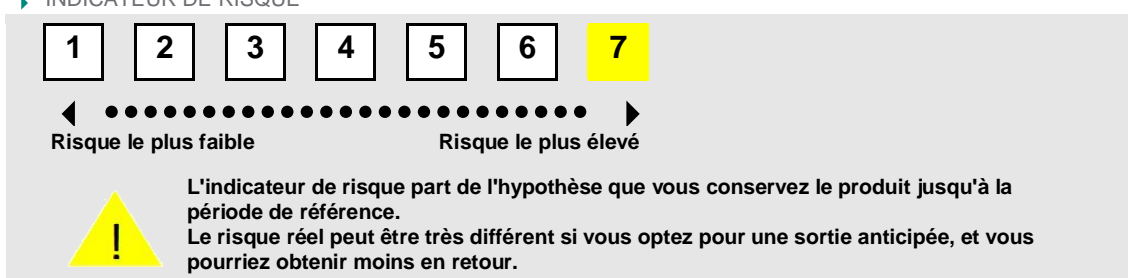 INDICATEUR DE RISQUE
1 2 3 4 5 6 7
Risque le plus faible Risque le plus élevé
L'indicateur de risque part de l'hypothèse que vous conservez le produit jusqu'à la
période de référence.
Le risque réel peut être très différent si vous optez pour une sortie anticipée, et vous
pourriez obtenir moins en retour.
!